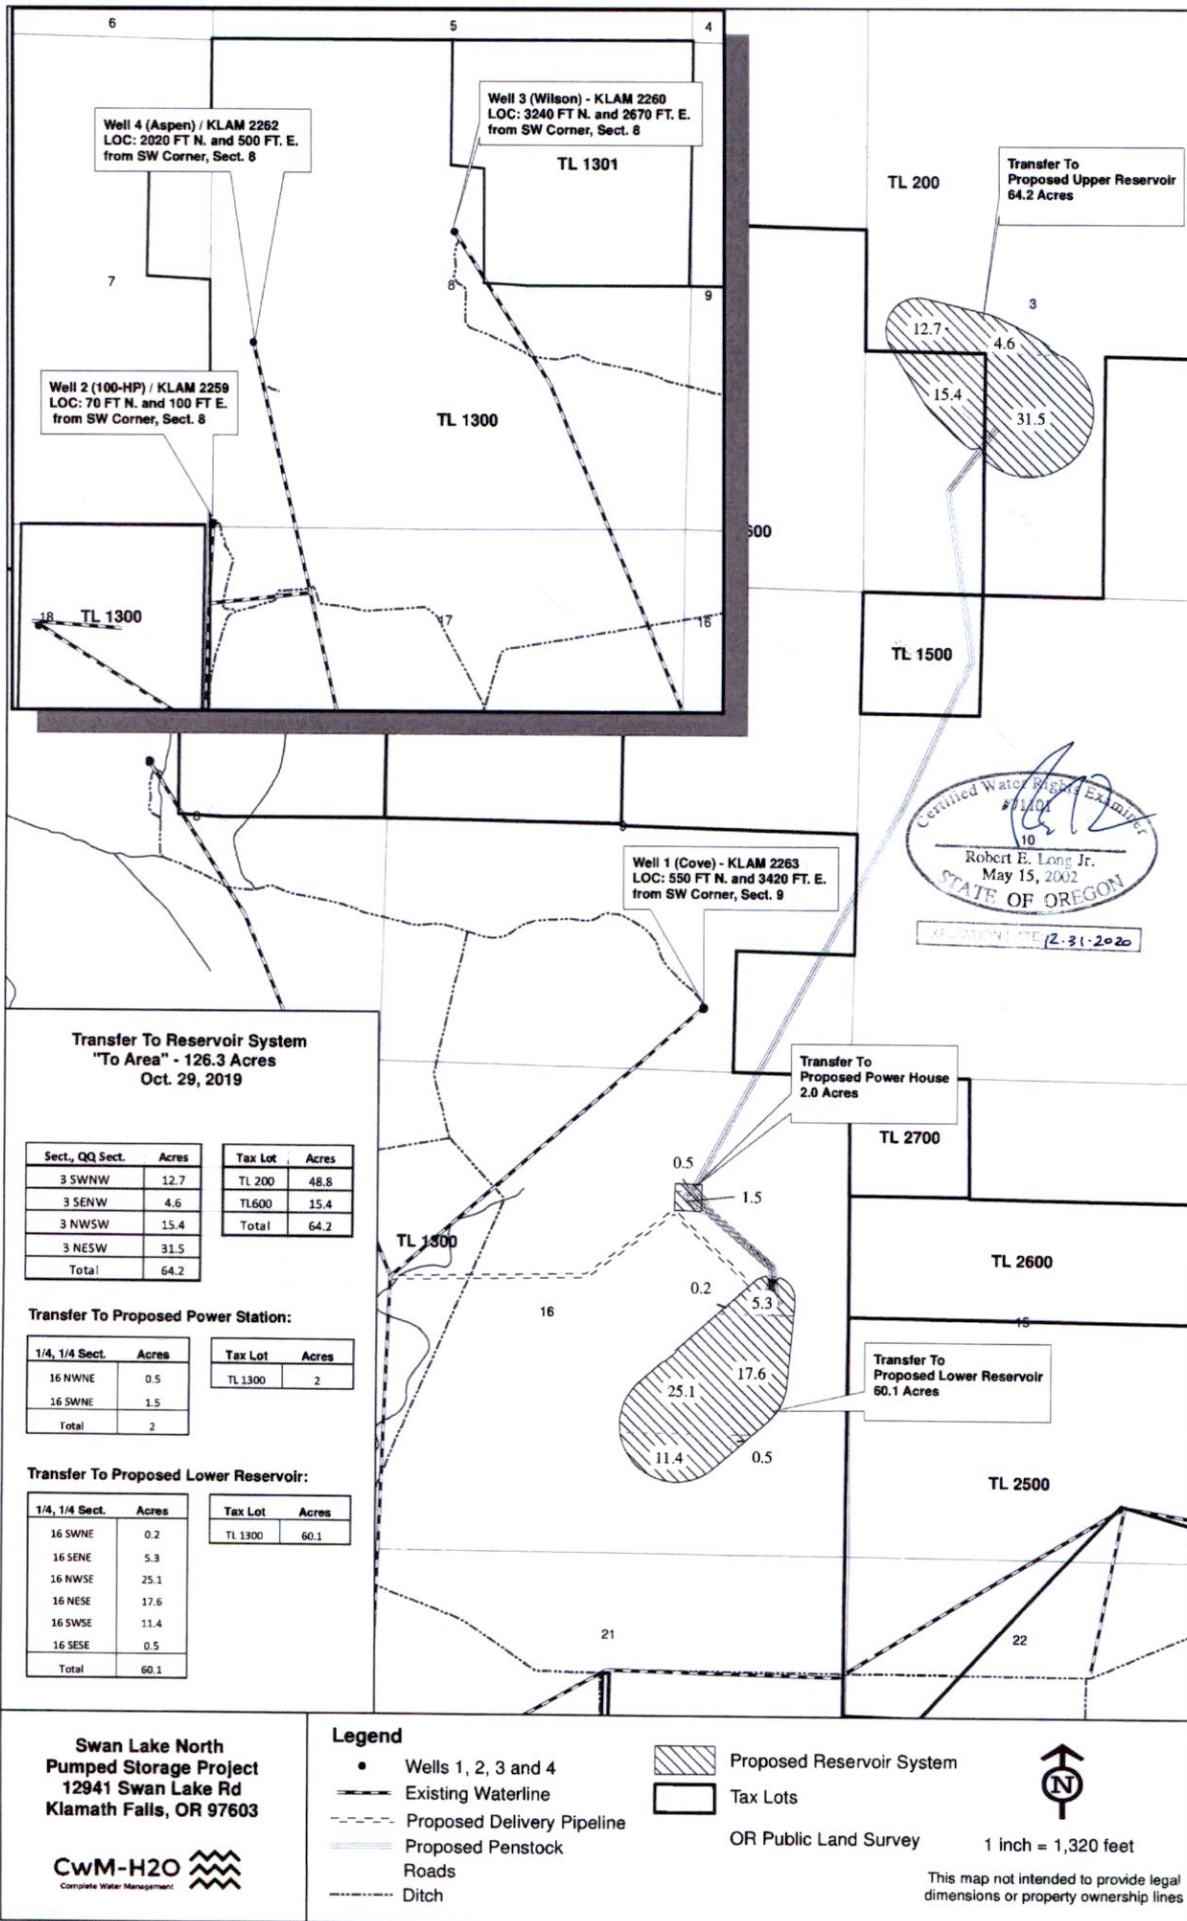 6
5
4
Well 4 (Aspen) / KLAM 2262
LOC: 2020 FT N. and 500 FT. E.
from SW Corner, Sect. 8
Well 3 (Wilson) - KLAM 2260
LOC: 3240 FT N. and 2670 FT. E.
from SW Corner, Sect. 8
TL 1301
TL 200
Transfer To
Proposed Upper Reservoir
64.2 Acres
7
8
9
3
12.7
4.6
15.4
31.5
Well 2 (100-HP) / KLAM 2259
LOC: 70 FT N. and 100 FT E.
from SW Corner, Sect. 8
TL 1300
600
18
TL 1300
17
16
TL 1500
8
9
Certified Water Rights Examiner
10
Robert E. Long Jr.
May 15, 2002
STATE OF OREGON
12-31-2020
Well 1 (Cove) - KLAM 2263
LOC: 550 FT N. and 3420 FT. E.
from SW Corner, Sect. 9
Transfer To
Proposed Power House
2.0 Acres
TL 2700
0.5
1.5
TL 1300
TL 2600
16
0.2
5.3
15
17.6
25.1
Transfer To
Proposed Lower Reservoir
60.1 Acres
11.4
0.5
TL 2500
21
22
Transfer To Reservoir System
"To Area" - 126.3 Acres
Oct. 29, 2019
Sect., QQ Sect. Acres
3 SWNW 12.7
3 SENW 4.6
3 NWSW 15.4
3 NESW 31.5
Total 64.2
Tax Lot Acres
TL 200 48.8
TL600 15.4
Total 64.2
Transfer To Proposed Power Station:
1/4, 1/4 Sect. Acres
16 NWNE 0.5
16 SWNE 1.5
Total 2
Tax Lot Acres
TL 1300 2
Transfer To Proposed Lower Reservoir:
1/4, 1/4 Sect. Acres
16 SWNE 0.2
16 SENE 5.3
16 NWSE 25.1
16 NESE 17.6
16 SWSE 11.4
16 SESE 0.5
Total 60.1
Tax Lot Acres
TL 1300 60.1
Swan Lake North
Pumped Storage Project
12941 Swan Lake Rd
Klamath Falls, OR 97603
CwM-H2O
Complete Water Management
Legend
Wells 1, 2, 3 and 4
Existing Waterline
Proposed Delivery Pipeline
Proposed Penstock
Roads
Ditch
Proposed Reservoir System
Tax Lots
OR Public Land Survey
N
1 inch = 1,320 feet
This map not intended to provide legal
dimensions or property ownership lines